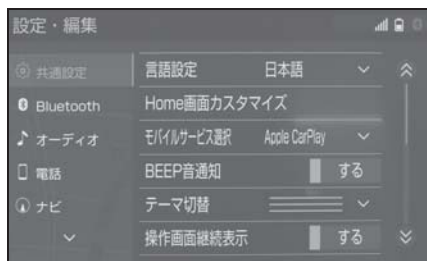 設定・編集
共通設定
Bluetooth
オーディオ
電話
ナビ
言語設定 日本語
Home画面カスタマイズ
モバイルサービス選択 Apple CarPlay
BEEP音通知 する
テーマ切替
操作画面継続表示 する